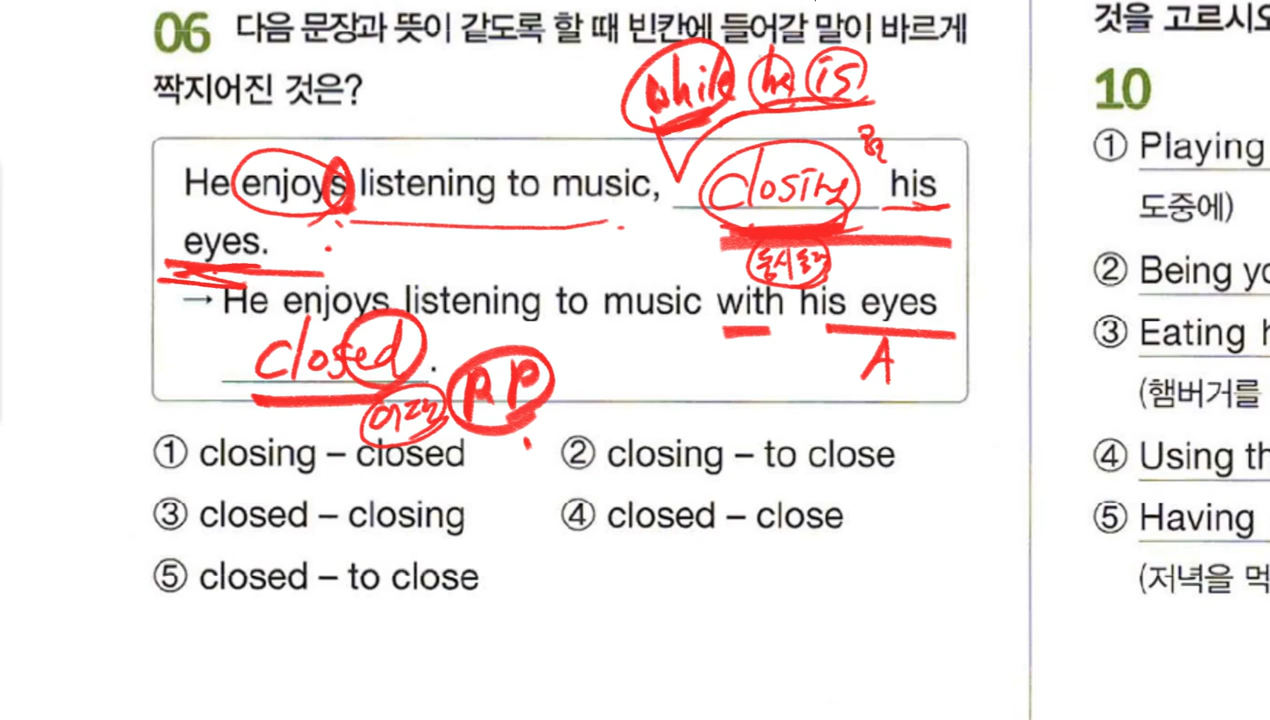 06 다음 문장과 뜻이 같도록 할 때 빈칸에 들어갈 말이 바르게
짝지어진 것은?
while he is
He enjoys listening to music, closing his
eyes.
동시동작
→ He enjoys listening to music with his eyes
closed.
A
P.P
① closing – closed ② closing – to close
③ closed – closing ④ closed – close
⑤ closed – to close
것을 고르시오
10
① Playing
도중에)
② Being yo
③ Eating h
(햄버거를
④ Using th
⑤ Having
(저녁을 먹